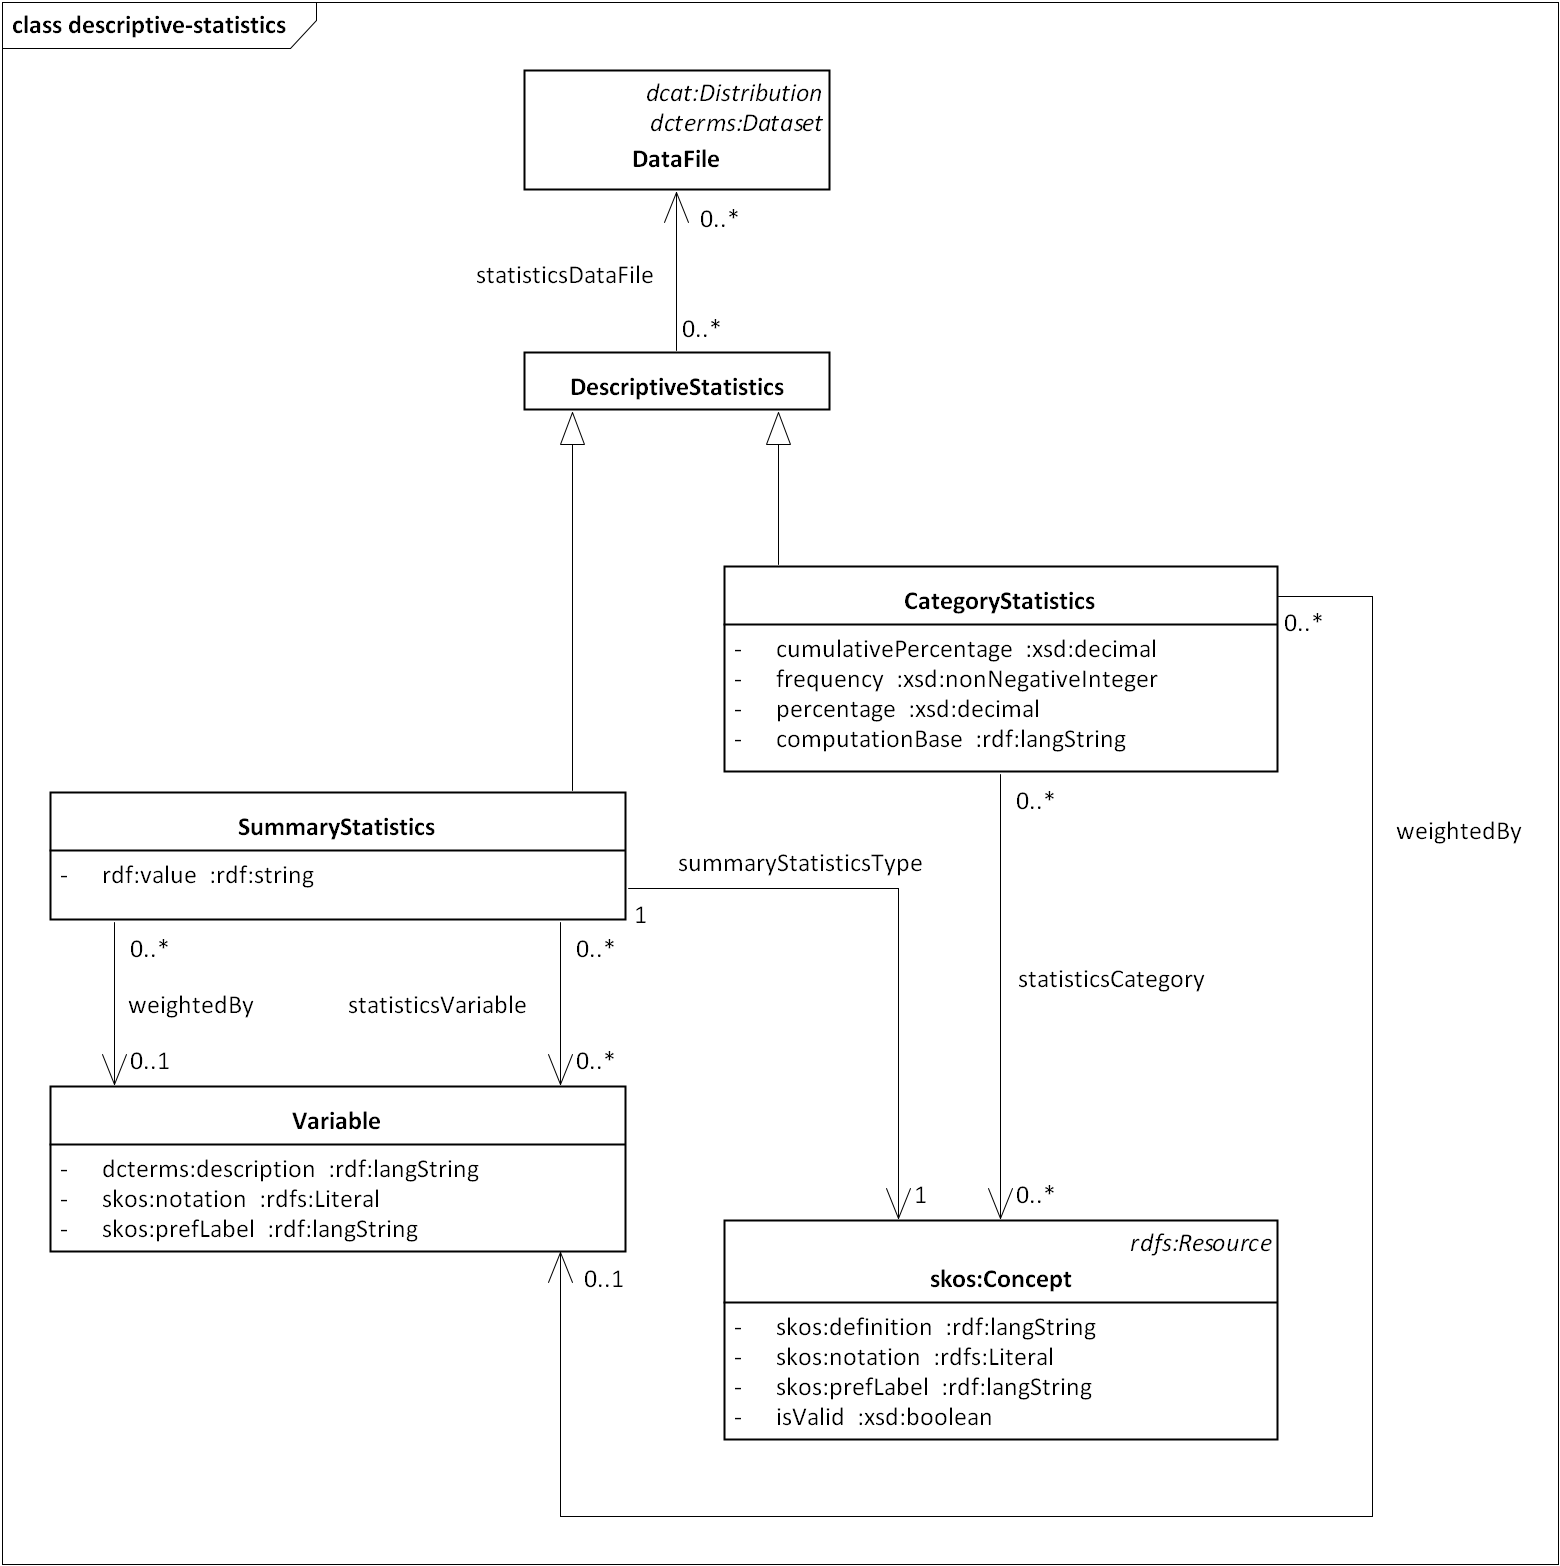 class descriptive-statistics
dcat:Distribution
dcterms:Dataset
DataFile
0..*
statisticsDataFile
0..*
DescriptiveStatistics
CategoryStatistics
0..*
- cumulativePercentage :xsd:decimal
- frequency :xsd:nonNegativeInteger
- percentage :xsd:decimal
- computationBase :rdf:langString
0..*
weightedBy
SummaryStatistics
- rdf:value :rdf:string
summaryStatisticsType
1
0..*
0..*
statisticsCategory
weightedBy
statisticsVariable
0..1
0..*
Variable
- dcterms:description :rdf:langString
- skos:notation :rdfs:Literal
- skos:prefLabel :rdf:langString
1
0..*
0..1
rdfs:Resource
skos:Concept
- skos:definition :rdf:langString
- skos:notation :rdfs:Literal
- skos:prefLabel :rdf:langString
- isValid :xsd:boolean